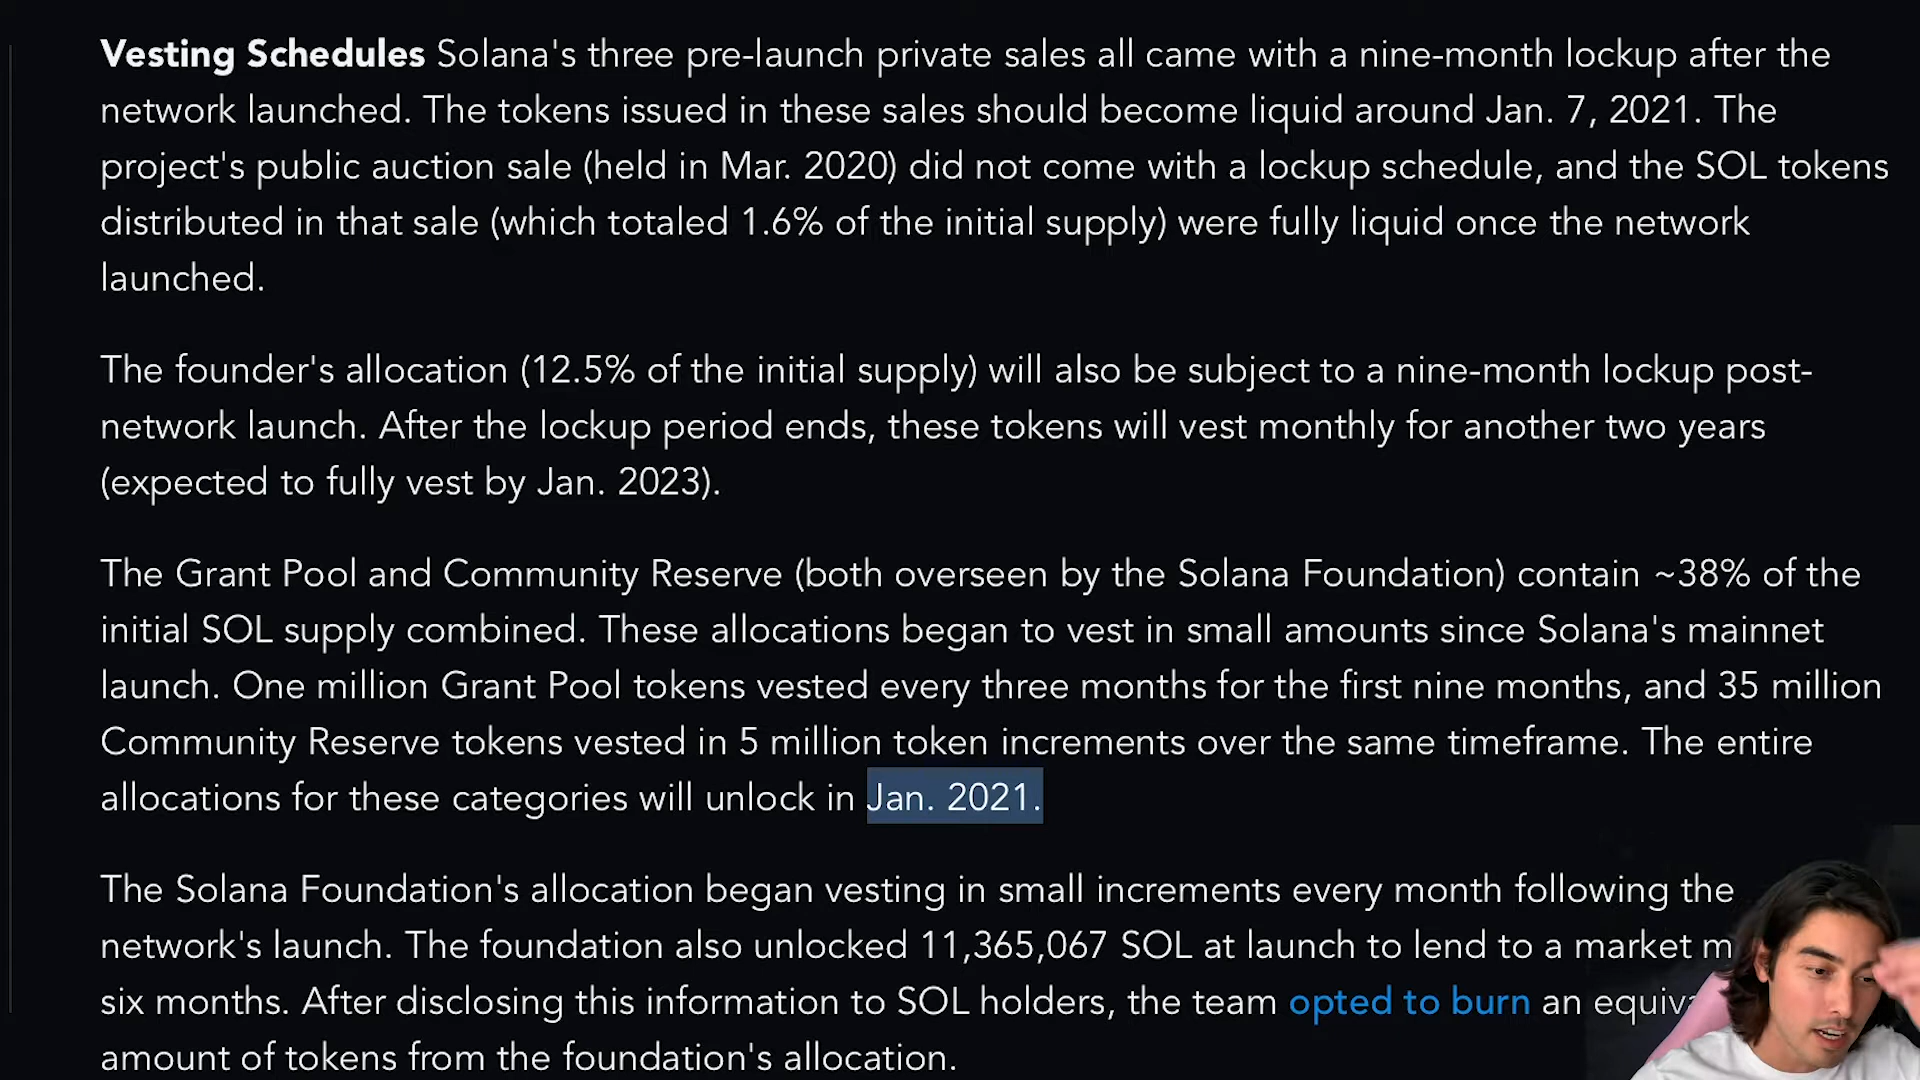 Vesting Schedules Solana's three pre-launch private sales all came with a nine-month lockup after the
network launched. The tokens issued in these sales should become liquid around Jan. 7, 2021. The
project's public auction sale (held in Mar. 2020) did not come with a lockup schedule, and the SOL tokens
distributed in that sale (which totaled 1.6% of the initial supply) were fully liquid once the network
launched.
The founder's allocation (12.5% of the initial supply) will also be subject to a nine-month lockup post-
network launch. After the lockup period ends, these tokens will vest monthly for another two years
(expected to fully vest by Jan. 2023).
The Grant Pool and Community Reserve (both overseen by the Solana Foundation) contain ~38% of the
initial SOL supply combined. These allocations began to vest in small amounts since Solana's mainnet
launch. One million Grant Pool tokens vested every three months for the first nine months, and 35 million
Community Reserve tokens vested in 5 million token increments over the same timeframe. The entire
allocations for these categories will unlock in Jan. 2021.
The Solana Foundation's allocation began vesting in small increments every month following the
network's launch. The foundation also unlocked 11,365,067 SOL at launch to lend to a market
six months. After disclosing this information to SOL holders, the team opted to burn an
amount of tokens from the foundation's allocation.